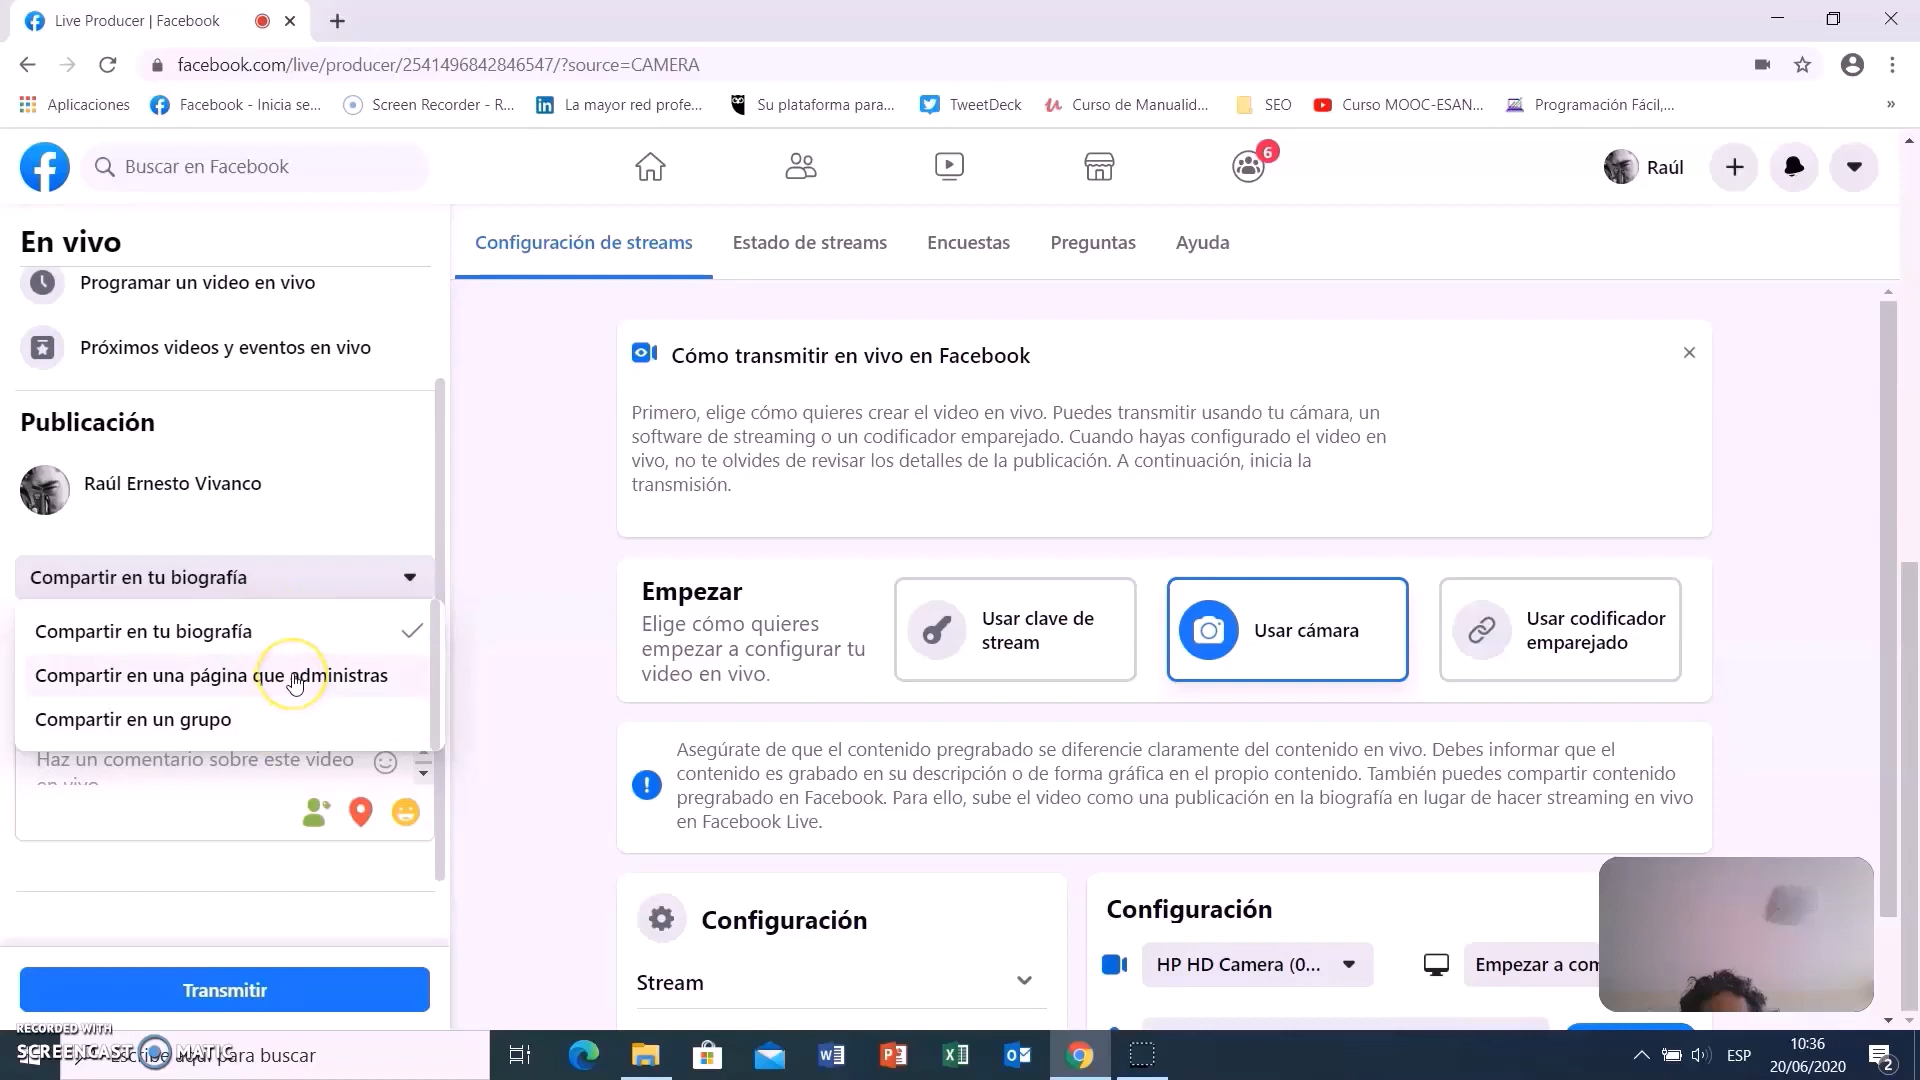 Live Producer | Facebook
facebook.com/live/producer/2541496842846547/?source=CAMERA
Aplicaciones
Facebook - Inicia se...
Screen Recorder - R...
La mayor red profe...
Su plataforma para...
TweetDeck
Curso de Manualid...
SEO
Curso MOOC-ESAN...
Programación Fácil,...
»
Buscar en Facebook
6
Raúl
En vivo
Programar un video en vivo
Próximos videos y eventos en vivo
Publicación
Raúl Ernesto Vivanco
Compartir en tu biografía
Compartir en tu biografía
Compartir en una página que administras
Compartir en un grupo
Haz un comentario sobre este video
en vivo
Transmitir
Configuración de streams
Estado de streams
Encuestas
Preguntas
Ayuda
Cómo transmitir en vivo en Facebook
Primero, elige cómo quieres crear el video en vivo. Puedes transmitir usando tu cámara, un
software de streaming o un codificador emparejado. Cuando hayas configurado el video en
vivo, no te olvides de revisar los detalles de la publicación. A continuación, inicia la
transmisión.
Empezar
Elige cómo quieres
empezar a configurar tu
video en vivo.
Usar clave de
stream
Usar cámara
Usar codificador
emparejado
Asegúrate de que el contenido pregrabado se diferencie claramente del contenido en vivo. Debes informar que el
contenido es grabado en su descripción o de forma gráfica en el propio contenido. También puedes compartir contenido
pregrabado en Facebook. Para ello, sube el video como una publicación en la biografía en lugar de hacer streaming en vivo
en Facebook Live.
Configuración
Stream
Configuración
HP HD Camera (0...
Empezar a com
RECORDED WITH
SCREENCAST MATIC
Escribe aquí para buscar
ESP
10:36
20/06/2020
2